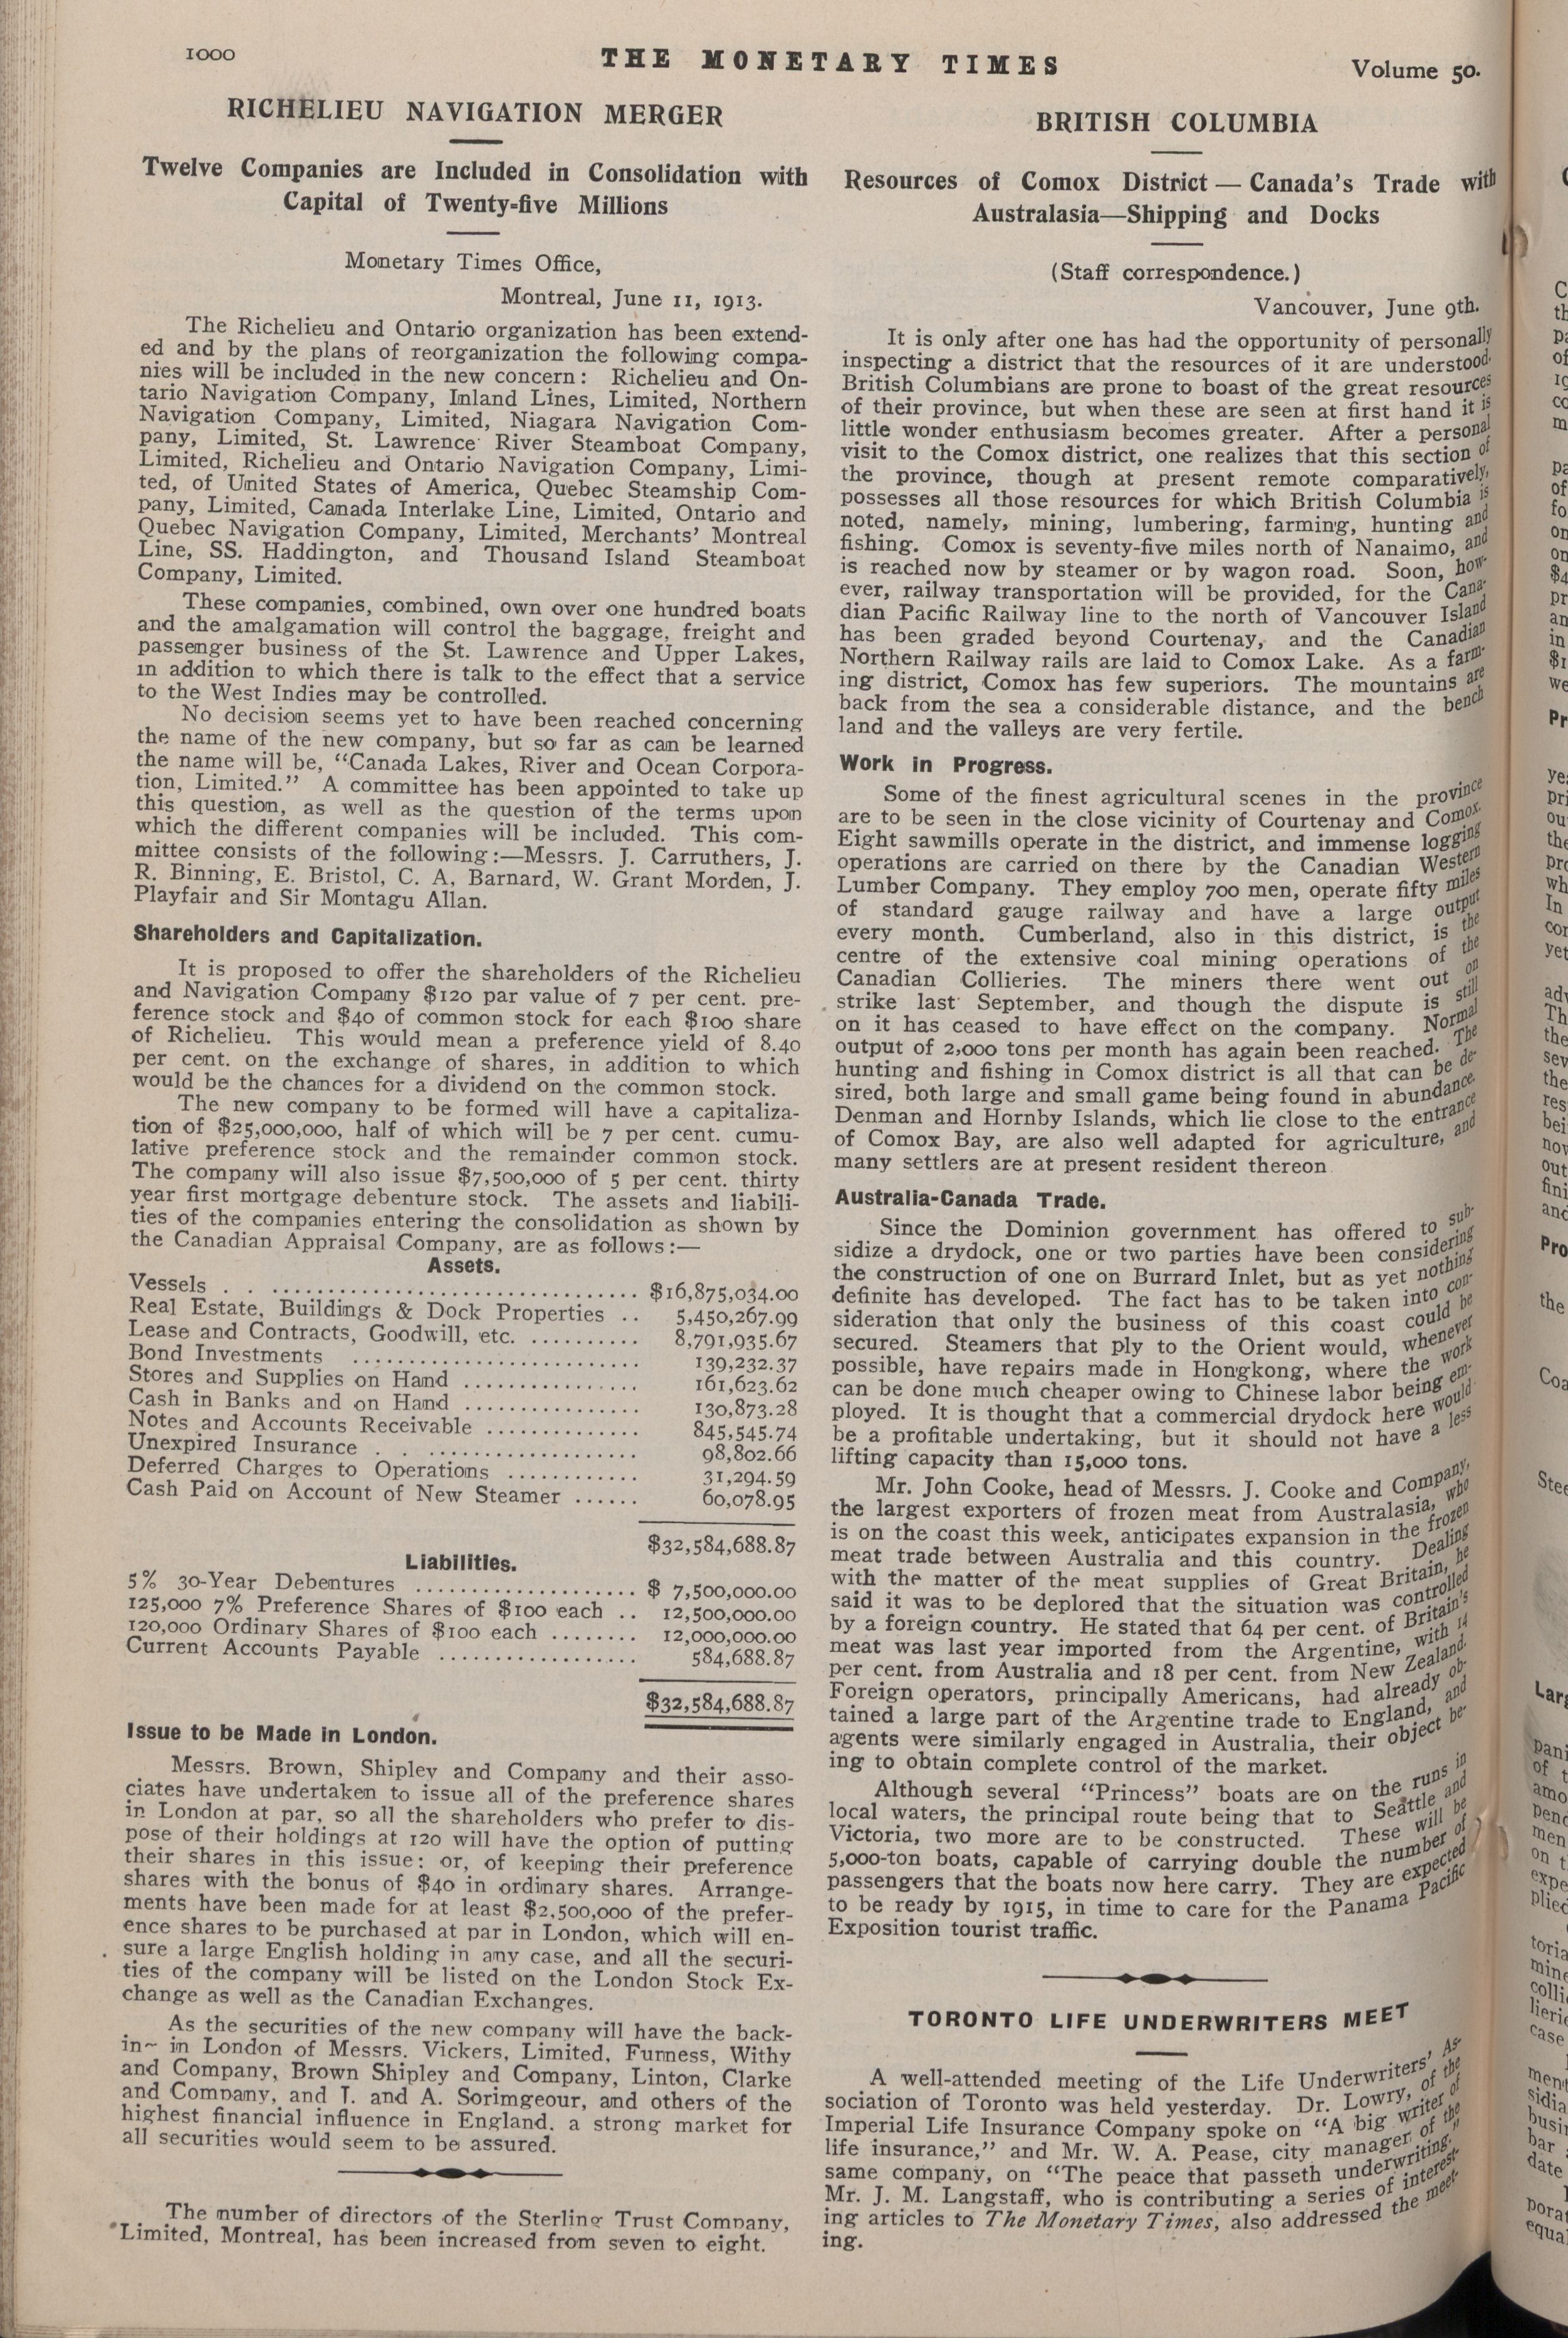 1000
THE MONETARY TIMES
Volume 50.
RICHELIEU NAVIGATION MERGER
Twelve Companies are Included in Consolidation with
Capital of Twenty-five Millions
Monetary Times Office,
Montreal, June 11, 1913.
The Richelieu and Ontario organization has been extend-
ed and by the plans of reorganization the following compa-
nies will be included in the new concern: Richelieu and On-
tario Navigation Company, Inland Lines, Limited, Northern
Navigation Company, Limited, Niagara Navigation Com-
pany, Limited, St. Lawrence River Steamboat Company,
Limited, Richelieu and Ontario Navigation Company, Limi-
ted, of United States of America, Quebec Steamship Com-
pany, Limited, Canada Interlake Line, Limited, Ontario and
Quebec Navigation Company, Limited, Merchants' Montreal
Line, SS. Haddington, and Thousand Island Steamboat
Company, Limited.
These companies, combined, own over one hundred boats
and the amalgamation will control the baggage, freight and
passenger business of the St. Lawrence and Upper Lakes,
in addition to which there is talk to the effect that a service
to the West Indies may be controlled.
No decision seems yet to have been reached concerning
the name of the new company, but so far as can be learned
the name will be, "Canada Lakes, River and Ocean Corpora-
tion, Limited." A committee has been appointed to take up
this question, as well as the question of the terms upon
which the different companies will be included. This com-
mittee consists of the following:—Messrs. J. Carruthers, J.
R. Binning, E. Bristol, C. A. Barnard, W. Grant Morden, J.
Playfair and Sir Montagu Allan.
Shareholders and Capitalization.
It is proposed to offer the shareholders of the Richelieu
and Navigation Company $120 par value of 7 per cent. pre-
ference stock and $40 of common stock for each $100 share
of Richelieu. This would mean a preference yield of 8.40
per cent. on the exchange of shares, in addition to which
would be the chances for a dividend on the common stock.
The new company to be formed will have a capitaliza-
tion of $25,000,000, half of which will be 7 per cent. cumu-
lative preference stock and the remainder common stock.
The company will also issue $7,500,000 of 5 per cent. thirty
year first mortgage debenture stock. The assets and liabili-
ties of the companies entering the consolidation as shown by
the Canadian Appraisal Company, are as follows:—
Assets.
Vessels . . ................................ $16,875,034.00
Real Estate, Buildings & Dock Properties .. 5,450,267.99
Lease and Contracts, Goodwill, etc. .......... 8,791,935.67
Bond Investments ......................... 139,232.37
Stores and Supplies on Hand ................ 161,623.62
Cash in Banks and on Hand ................ 130,873.28
Notes and Accounts Receivable .............. 845,545.74
Unexpired Insurance . . .................... 98,802.66
Deferred Charges to Operations ............ 31,294.59
Cash Paid on Account of New Steamer ...... 60,078.95
$32,584,688.87
Liabilities.
5% 30-Year Debentures .................... $ 7,500,000.00
125,000 7% Preference Shares of $100 each .. 12,500,000.00
120,000 Ordinary Shares of $100 each ........ 12,000,000.00
Current Accounts Payable .................. 584,688.87
$32,584,688.87
Issue to be Made in London.
Messrs. Brown, Shipley and Company and their asso-
ciates have undertaken to issue all of the preference shares
in London at par, so all the shareholders who prefer to dis-
pose of their holdings at 120 will have the option of putting
their shares in this issue: or, of keeping their preference
shares with the bonus of $40 in ordinary shares. Arrange-
ments have been made for at least $2,500,000 of the prefer-
ence shares to be purchased at par in London, which will en-
sure a large English holding in any case, and all the securi-
ties of the company will be listed on the London Stock Ex-
change as well as the Canadian Exchanges.
As the securities of the new company will have the back-
in~ in London of Messrs. Vickers, Limited, Furness, Withy
and Company, Brown Shipley and Company, Linton, Clarke
and Company, and J. and A. Sorimgeour, and others of the
highest financial influence in England, a strong market for
all securities would seem to be assured.
The number of directors of the Sterling Trust Company,
Limited, Montreal, has been increased from seven to eight.
BRITISH COLUMBIA
Resources of Comox District — Canada's Trade with
Australasia—Shipping and Docks
(Staff correspondence.)
Vancouver, June 9th.
It is only after one has had the opportunity of personally
inspecting a district that the resources of it are understood.
British Columbians are prone to boast of the great resources
of their province, but when these are seen at first hand it is
little wonder enthusiasm becomes greater. After a personal
visit to the Comox district, one realizes that this section of
the province, though at present remote comparatively,
possesses all those resources for which British Columbia is
noted, namely, mining, lumbering, farming, hunting and
fishing. Comox is seventy-five miles north of Nanaimo, and
is reached now by steamer or by wagon road. Soon, how-
ever, railway transportation will be provided, for the Cana-
dian Pacific Railway line to the north of Vancouver Island
has been graded beyond Courtenay, and the Canadian
Northern Railway rails are laid to Comox Lake. As a farm-
ing district, Comox has few superiors. The mountains are
back from the sea a considerable distance, and the bench
land and the valleys are very fertile.
Work in Progress.
Some of the finest agricultural scenes in the province
are to be seen in the close vicinity of Courtenay and Comox.
Eight sawmills operate in the district, and immense logging
operations are carried on there by the Canadian Western
Lumber Company. They employ 700 men, operate fifty miles
of standard gauge railway and have a large output
every month. Cumberland, also in this district, is the
centre of the extensive coal mining operations of the
Canadian Collieries. The miners there went out on
strike last September, and though the dispute is still
on it has ceased to have effect on the company. Normal
output of 2,000 tons per month has again been reached. The
hunting and fishing in Comox district is all that can be de-
sired, both large and small game being found in abundance.
Denman and Hornby Islands, which lie close to the entrance
of Comox Bay, are also well adapted for agriculture, and
many settlers are at present resident thereon
Australia-Canada Trade.
Since the Dominion government has offered to sub-
sidize a drydock, one or two parties have been considering
the construction of one on Burrard Inlet, but as yet nothing
definite has developed. The fact has to be taken into con-
sideration that only the business of this coast could be
secured. Steamers that ply to the Orient would, whenever
possible, have repairs made in Hongkong, where the work
can be done much cheaper owing to Chinese labor being em-
ployed. It is thought that a commercial drydock here would
be a profitable undertaking, but it should not have a less
lifting capacity than 15,000 tons.
Mr. John Cooke, head of Messrs. J. Cooke and Company,
the largest exporters of frozen meat from Australasia, who
is on the coast this week, anticipates expansion in the frozen
meat trade between Australia and this country. Dealing
with the matter of the meat supplies of Great Britain, he
said it was to be deplored that the situation was controlled
by a foreign country. He stated that 64 per cent. of Britain's
meat was last year imported from the Argentine, with 14
per cent. from Australia and 18 per cent. from New Zealand.
Foreign operators, principally Americans, had already ob-
tained a large part of the Argentine trade to England, and
agents were similarly engaged in Australia, their object be-
ing to obtain complete control of the market.
Although several "Princess" boats are on the runs in
local waters, the principal route being that to Seattle and
Victoria, two more are to be constructed. These will be
5,000-ton boats, capable of carrying double the number of
passengers that the boats now here carry. They are expected
to be ready by 1915, in time to care for the Panama Pacific
Exposition tourist traffic.
TORONTO LIFE UNDERWRITERS MEET
A well-attended meeting of the Life Underwriters' As-
sociation of Toronto was held yesterday. Dr. Lowry, of the
Imperial Life Insurance Company spoke on "A big writer of
life insurance," and Mr. W. A. Pease, city manager of the
same company, on "The peace that passeth underwriting."
Mr. J. M. Langstaff, who is contributing a series of interest-
ing articles to The Monetary Times, also addressed the meet-
ing.